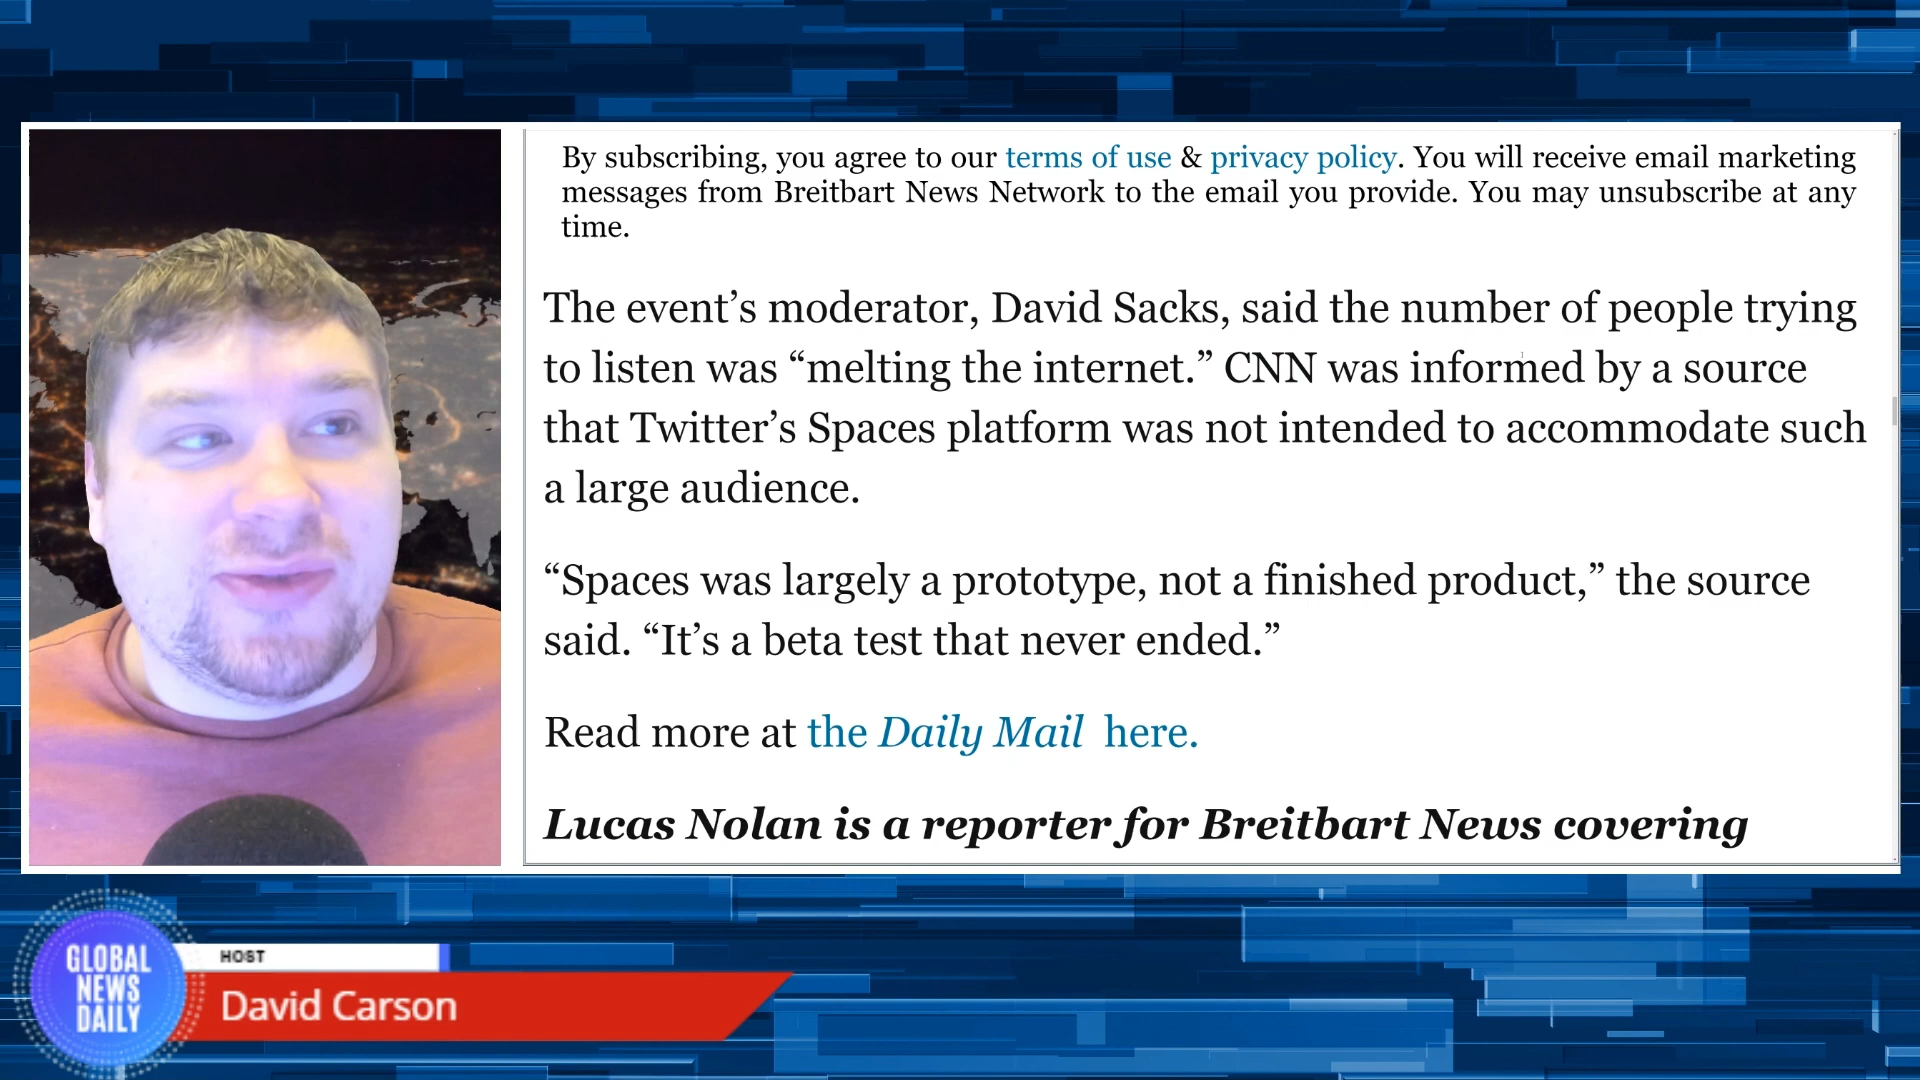 By subscribing, you agree to our terms of use & privacy policy. You will receive email marketing
messages from Breitbart News Network to the email you provide. You may unsubscribe at any
time.
The event’s moderator, David Sacks, said the number of people trying
to listen was “melting the internet.” CNN was informed by a source
that Twitter’s Spaces platform was not intended to accommodate such
a large audience.
“Spaces was largely a prototype, not a finished product,” the source
said. “It’s a beta test that never ended.”
Read more at the Daily Mail here.
Lucas Nolan is a reporter for Breitbart News covering
GLOBAL
NEWS
DAILY
HOST
David Carson